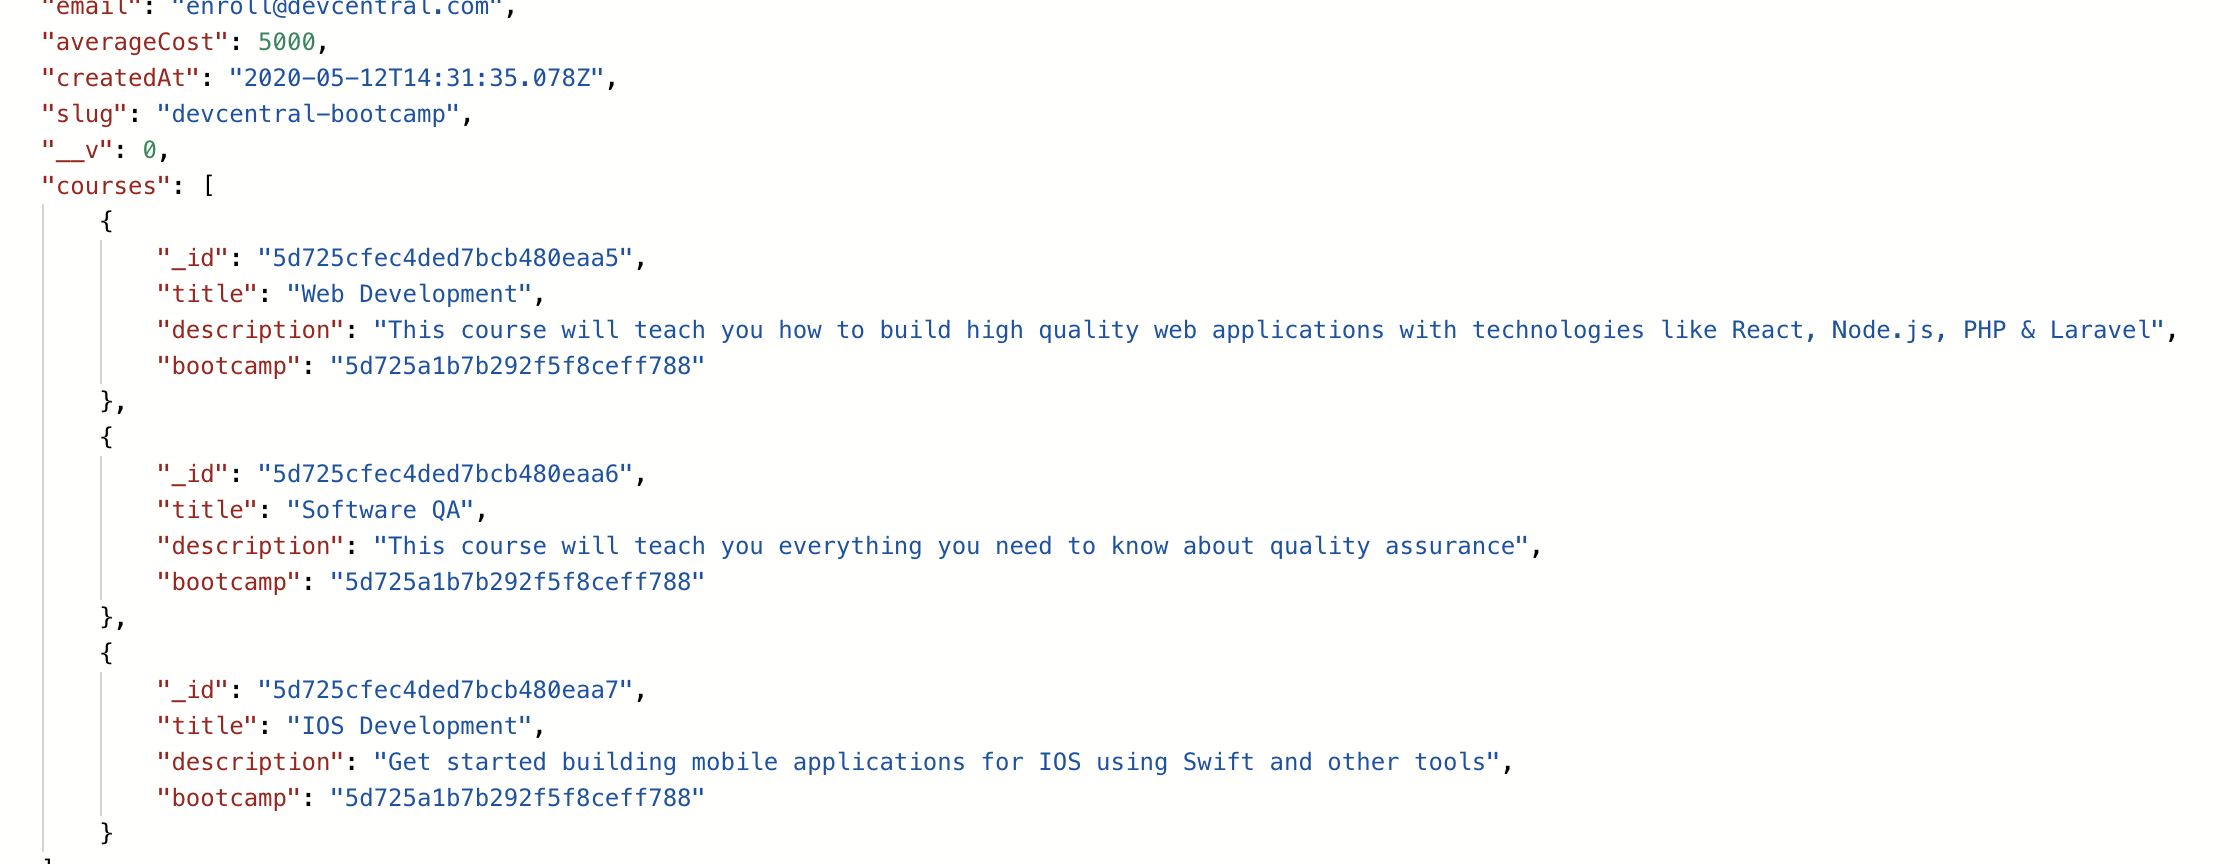 "email": "enroll@devcentral.com",
"averageCost": 5000,
"createdAt": "2020-05-12T14:31:35.078Z",
"slug": "devcentral-bootcamp",
"__v": 0,
"courses": [
{
"_id": "5d725cfec4ded7bcb480eaa5",
"title": "Web Development",
"description": "This course will teach you how to build high quality web applications with technologies like React, Node.js, PHP & Laravel",
"bootcamp": "5d725a1b7b292f5f8ceff788"
},
{
"_id": "5d725cfec4ded7bcb480eaa6",
"title": "Software QA",
"description": "This course will teach you everything you need to know about quality assurance",
"bootcamp": "5d725a1b7b292f5f8ceff788"
},
{
"_id": "5d725cfec4ded7bcb480eaa7",
"title": "IOS Development",
"description": "Get started building mobile applications for IOS using Swift and other tools",
"bootcamp": "5d725a1b7b292f5f8ceff788"
}
]